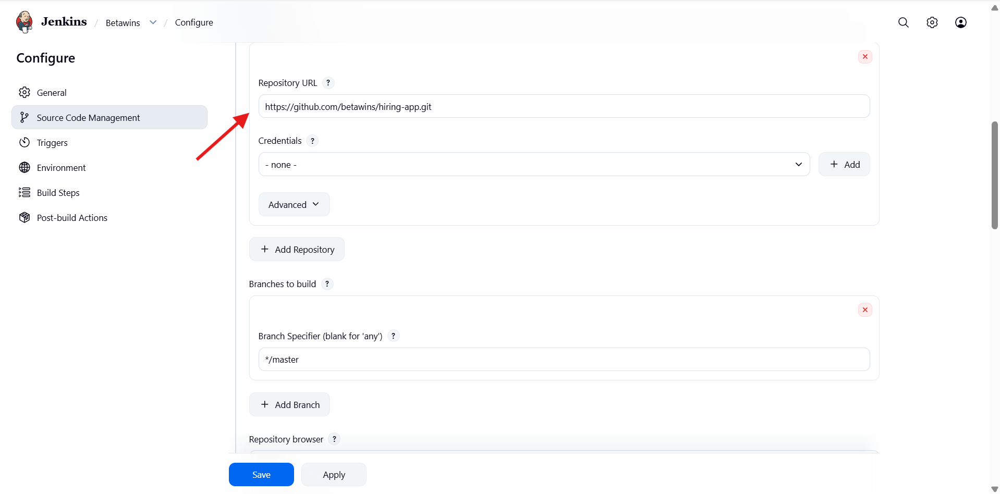 Jenkins / Betawins / Configure
Configure
General
Source Code Management
Triggers
Environment
Build Steps
Post-build Actions
Repository URL ?
https://github.com/betawins/hiring-app.git
Credentials ?
- none -
+ Add
Advanced
+ Add Repository
Branches to build ?
Branch Specifier (blank for 'any') ?
*/master
+ Add Branch
Repository browser ?
Save
Apply